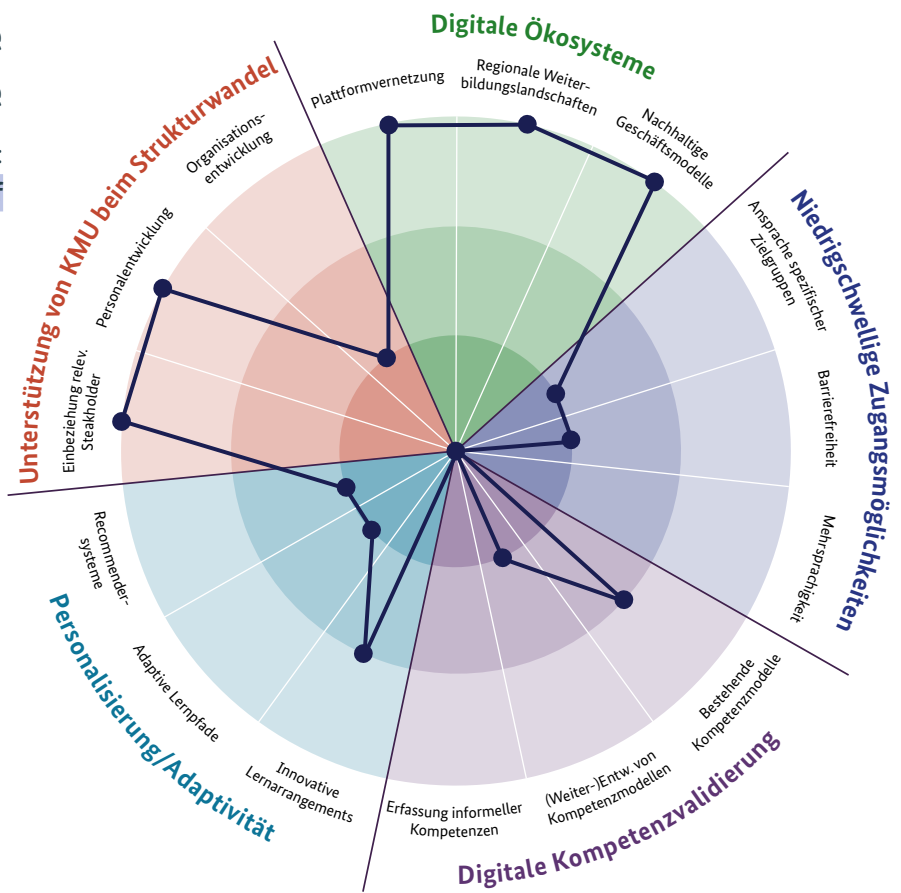 Digitale Ökosysteme
Plattformvernetzung
Regionale Weiter-
bildungslandschaften
Nachhaltige
Geschäftsmodelle
Niedrigschwellige Zugangsmöglichkeiten
Ansprache spezifischer
Zielgruppen
Barrierefreiheit
Mehrsprachigkeit
Digitale Kompetenzvalidierung
Bestehende
Kompetenzmodelle
(Weiter-)Entw. von
Kompetenzmodellen
Erfassung informeller
Kompetenzen
Personalisierung/Adaptivität
Innovative
Lernarrangements
Adaptive Lernpfade
Recommender-
systeme
Unterstützung von KMU beim Strukturwandel
Einbeziehung relev.
Steakholder
Personalentwicklung
Organisations-
entwicklung